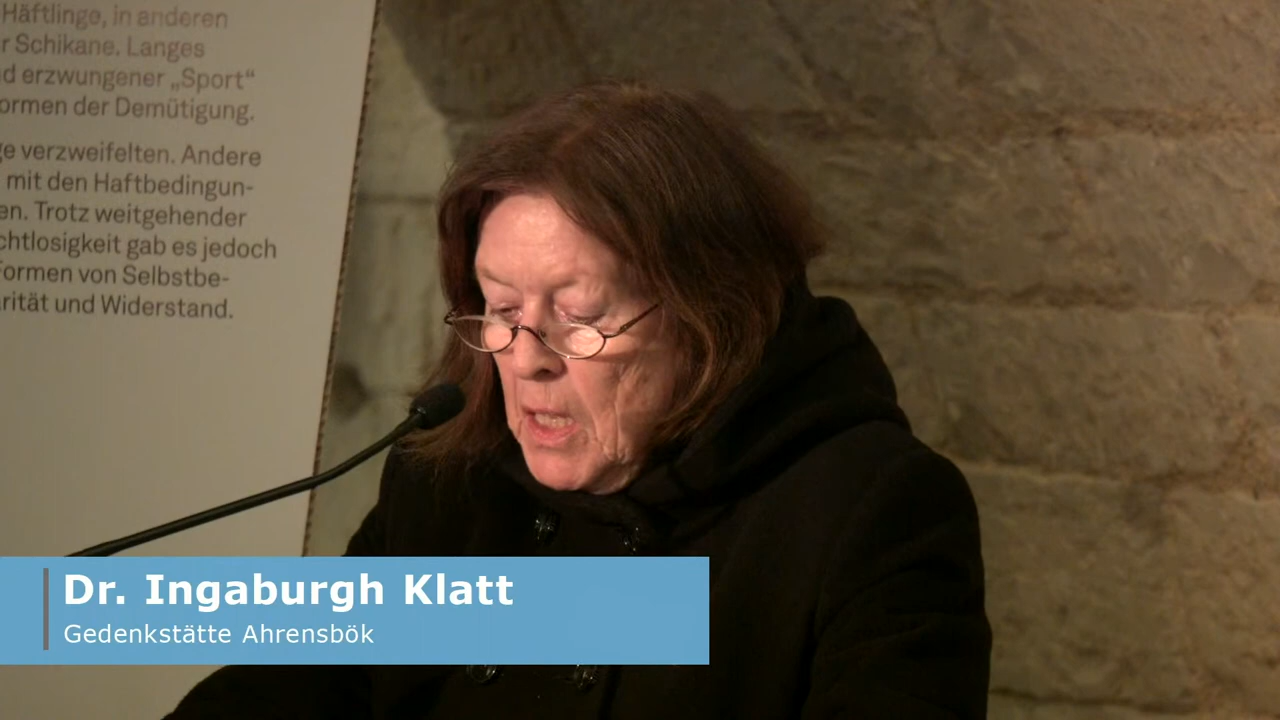 Häftlinge, in anderen
r Schikane. Langes
d erzwungener „Sport“
ormen der Demütigung.
ge verzweifelten. Andere
mit den Haftbedingun-
en. Trotz weitgehender
chtlosigkeit gab es jedoch
Formen von Selbstbe-
arität und Widerstand.
Dr. Ingaburgh Klatt
Gedenkstätte Ahrensbök